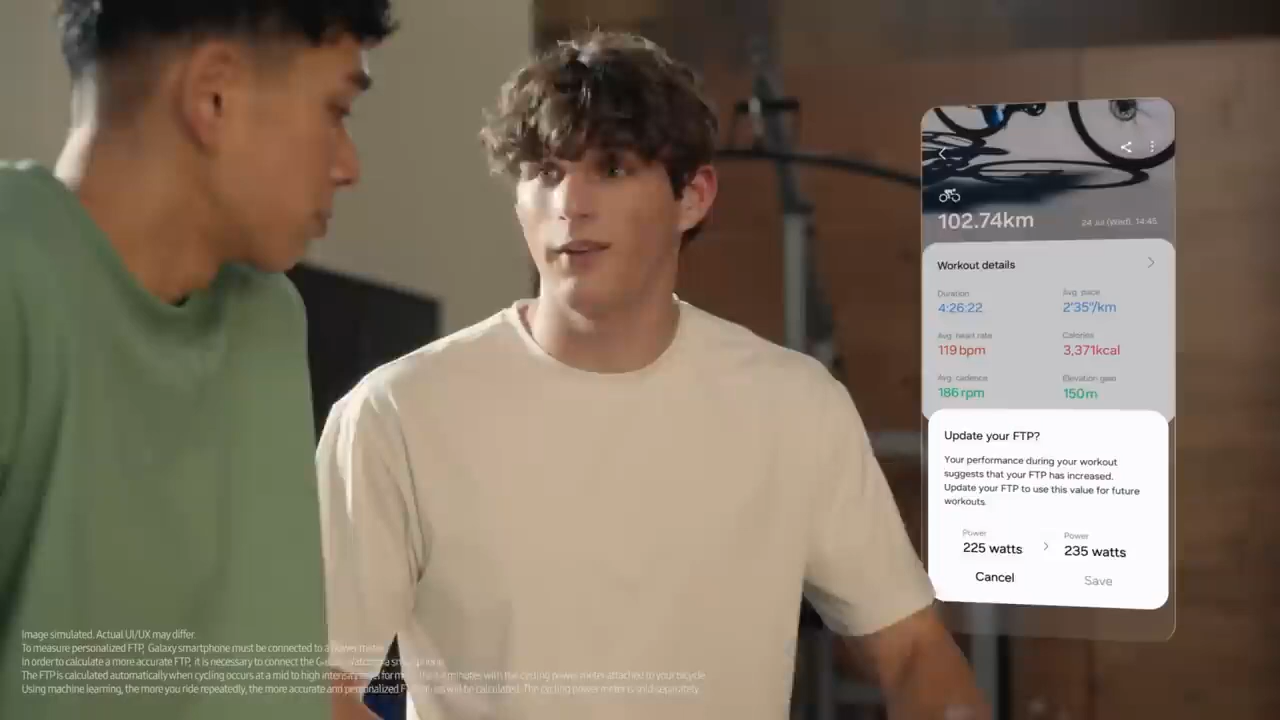 102.74km
24 Jul (Wed), 14:45
Workout details
Duration
Avg. pace
4:26:22
2'35"/km
Avg. heart rate
Calories
119 bpm
3,371kcal
Avg. cadence
Elevation gain
186 rpm
150 m
Update your FTP?
Your performance during your workout
suggests that your FTP has increased.
Update your FTP to use this value for future
workouts.
Power
Power
225 watts
235 watts
Cancel
Save
Image simulated. Actual UI/UX may differ.
To measure personalized FTP, Galaxy smartphone must be connected to a power meter.
In order to calculate a more accurate FTP, it is necessary to connect the Galaxy Watch to a smartphone.
The FTP is calculated automatically when cycling occurs at a mid to high intensity level for minutes with the cycling power meter attached to your bicycle.
Using machine learning, the more you ride repeatedly, the more accurate and personalized will be calculated. The cycling power meter is sold separately.